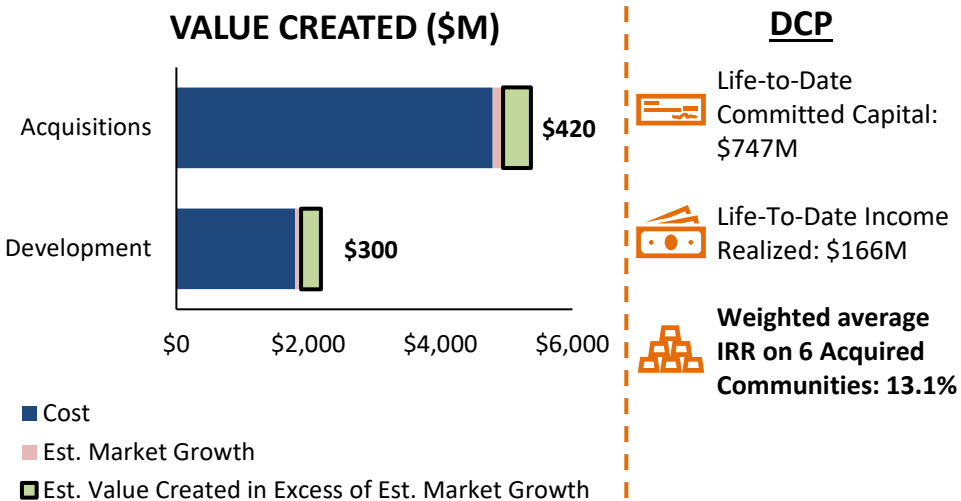 VALUE CREATED ($M)
Acquisitions
$420
Development
$300
$0
$2,000
$4,000
$6,000
Cost
Est. Market Growth
Est. Value Created in Excess of Est. Market Growth
DCP
Life-to-Date
Committed Capital:
$747M
Life-To-Date Income
Realized: $166M
Weighted average
IRR on 6 Acquired
Communities: 13.1%